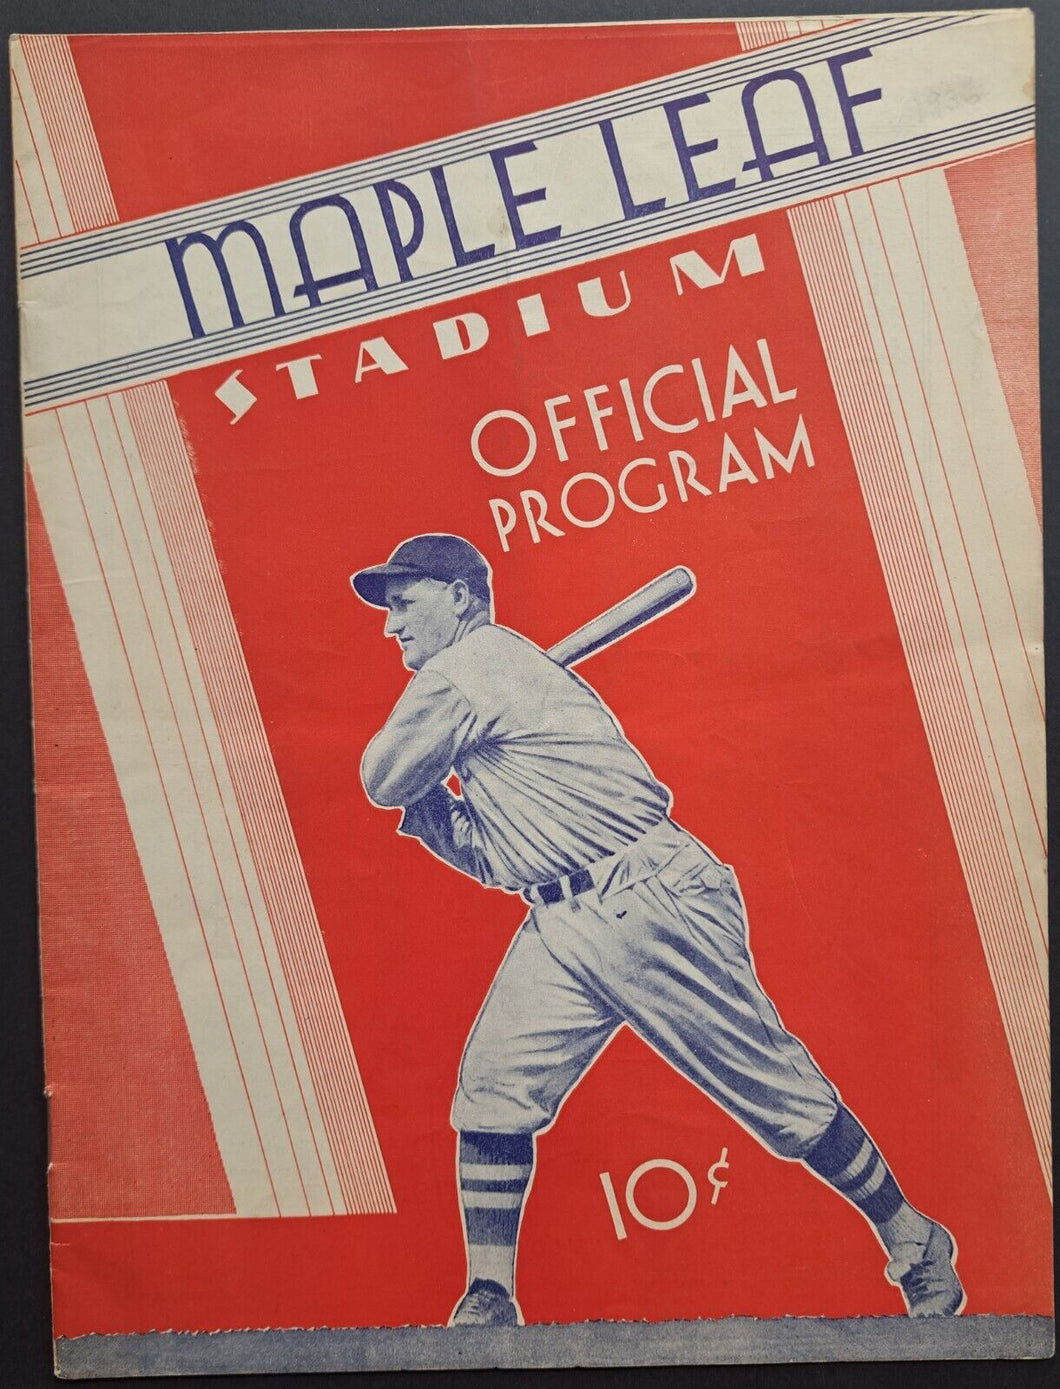 MAPLE LEAF
STADIUM
OFFICIAL
PROGRAM
10¢